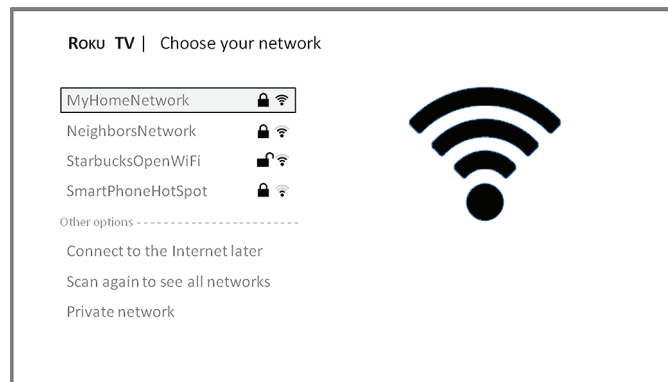 Roku TV | Choose your network
MyHomeNetwork
NeighborsNetwork
StarbucksOpenWiFi
SmartPhoneHotSpot
Other options
Connect to the Internet later
Scan again to see all networks
Private network